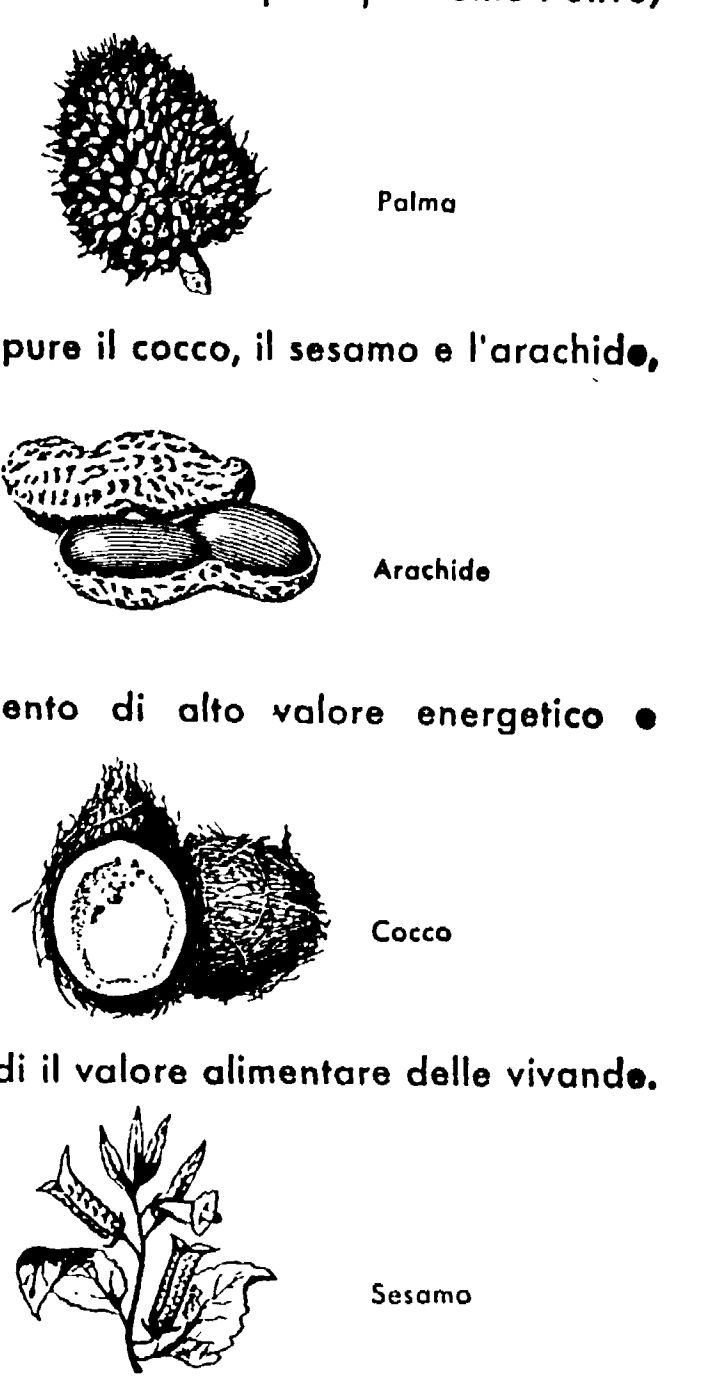 Palma
pure il cocco, il sesamo e l'arachide,
Arachide
di alto valore energetico e
Cocco
di il valore alimentare delle vivande.
Sesamo